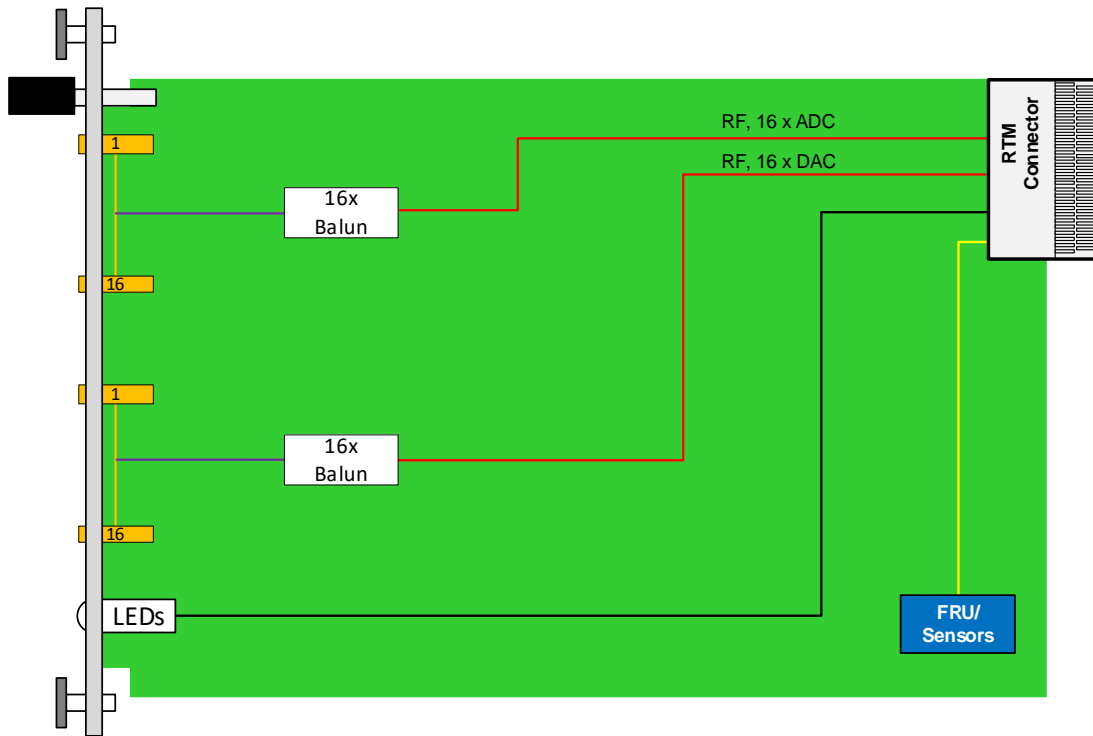 RF, 16 x ADC
RF, 16 x DAC
RTM
Connector
1
16x
Balun
16
1
16x
Balun
16
LEDs
FRU/
Sensors